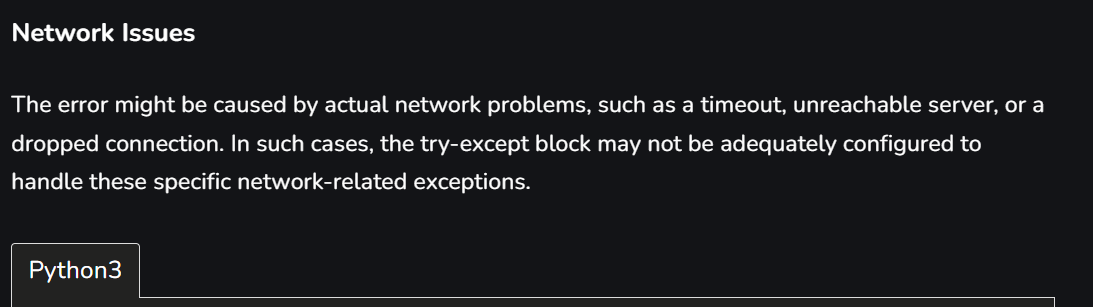 Network Issues
The error might be caused by actual network problems, such as a timeout, unreachable server, or a
dropped connection. In such cases, the try-except block may not be adequately configured to
handle these specific network-related exceptions.
Python3